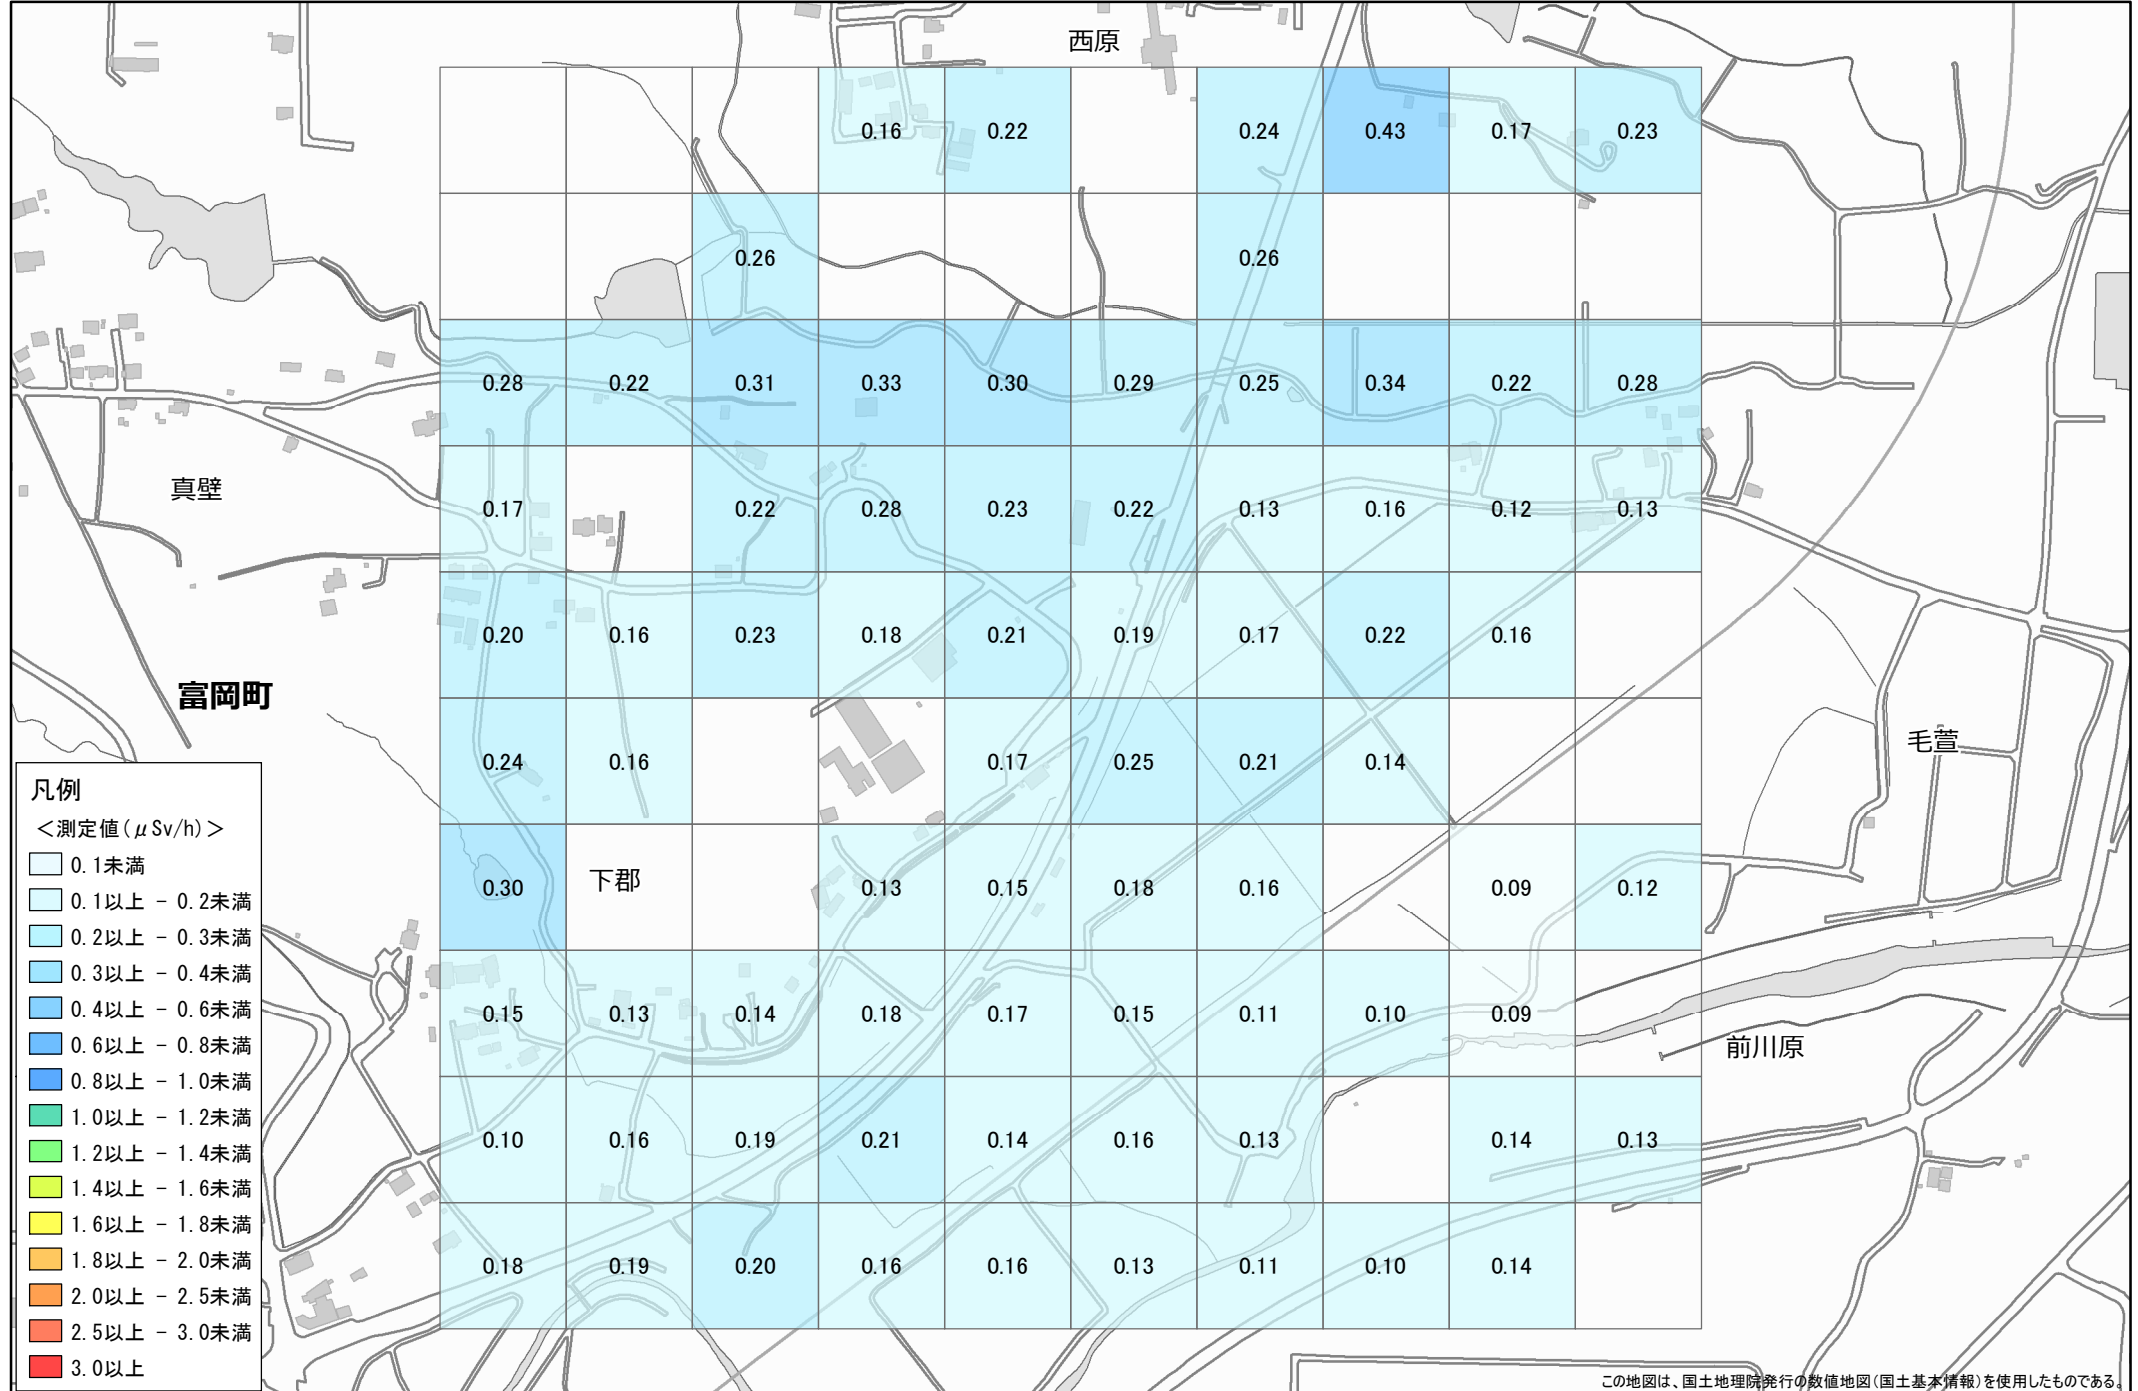 西原
0.16 0.22 0.24 0.43 0.17 0.23
0.26 0.26
0.28 0.22 0.31 0.33 0.30 0.29 0.25 0.34 0.22 0.28
真壁
0.17 0.22 0.28 0.23 0.22 0.13 0.16 0.12 0.13
0.20 0.16 0.23 0.18 0.21 0.19 0.17 0.22 0.16
富岡町
0.24 0.16 0.17 0.25 0.21 0.14
毛萱
0.30 下郡 0.13 0.15 0.18 0.16 0.09 0.12
0.15 0.13 0.14 0.18 0.17 0.15 0.11 0.10 0.09
前川原
0.10 0.16 0.19 0.21 0.14 0.16 0.13 0.14 0.13
0.18 0.19 0.20 0.16 0.16 0.13 0.11 0.10 0.14
凡例
＜測定値(μSv/h)＞
0.1未満
0.1以上 － 0.2未満
0.2以上 － 0.3未満
0.3以上 － 0.4未満
0.4以上 － 0.6未満
0.6以上 － 0.8未満
0.8以上 － 1.0未満
1.0以上 － 1.2未満
1.2以上 － 1.4未満
1.4以上 － 1.6未満
1.6以上 － 1.8未満
1.8以上 － 2.0未満
2.0以上 － 2.5未満
2.5以上 － 3.0未満
3.0以上
この地図は、国土地理院発行の数値地図(国土基本情報)を使用したものである。